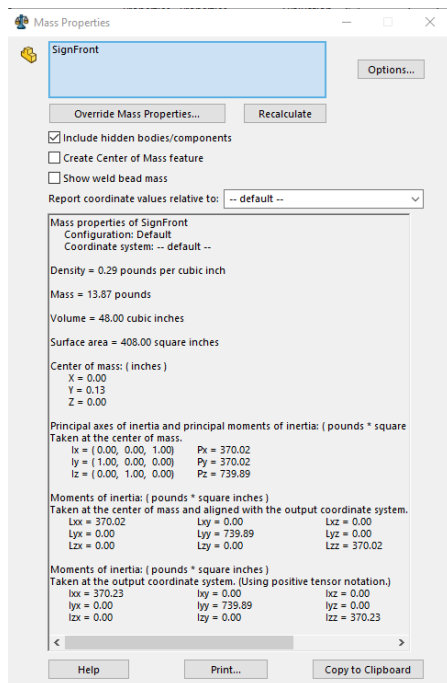 Mass Properties
SignFront
Options...
Override Mass Properties...
Recalculate
Include hidden bodies/components
Create Center of Mass feature
Show weld bead mass
Report coordinate values relative to: -- default --
Mass properties of SignFront
Configuration: Default
Coordinate system: -- default --
Density = 0.29 pounds per cubic inch
Mass = 13.87 pounds
Volume = 48.00 cubic inches
Surface area = 408.00 square inches
Center of mass: ( inches )
X = 0.00
Y = 0.13
Z = 0.00
Principal axes of inertia and principal moments of inertia: ( pounds * square
Taken at the center of mass.
Ix = ( 0.00, 0.00, 1.00) Px = 370.02
Iy = ( 1.00, 0.00, 0.00) Py = 370.02
Iz = ( 0.00, 1.00, 0.00) Pz = 739.89
Moments of inertia: ( pounds * square inches )
Taken at the center of mass and aligned with the output coordinate system.
Lxx = 370.02 Lxy = 0.00 Lxz = 0.00
Lyx = 0.00 Lyy = 739.89 Lyz = 0.00
Lzx = 0.00 Lzy = 0.00 Lzz = 370.02
Moments of inertia: ( pounds * square inches )
Taken at the output coordinate system. (Using positive tensor notation.)
Ixx = 370.23 Ixy = 0.00 Ixz = 0.00
Iyx = 0.00 Iyy = 739.89 Iyz = 0.00
Izx = 0.00 Izy = 0.00 Izz = 370.23
Help
Print...
Copy to Clipboard